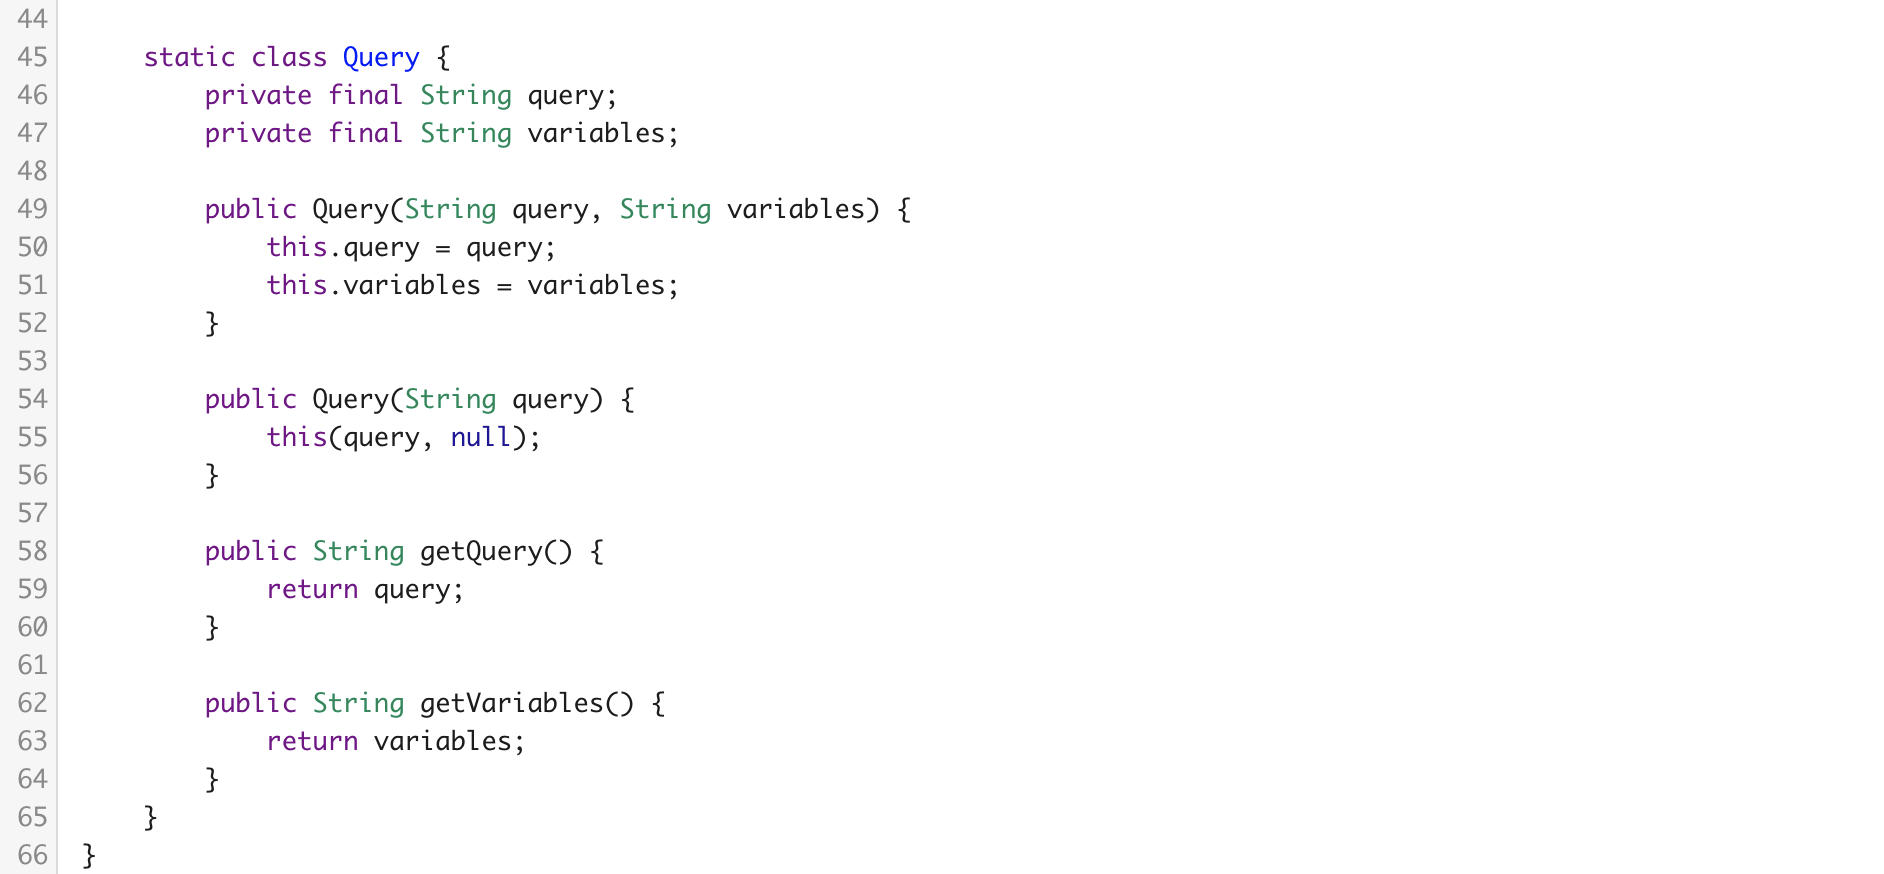 44
45     static class Query {
46         private final String query;
47         private final String variables;
48
49         public Query(String query, String variables) {
50             this.query = query;
51             this.variables = variables;
52         }
53
54         public Query(String query) {
55             this(query, null);
56         }
57
58         public String getQuery() {
59             return query;
60         }
61
62         public String getVariables() {
63             return variables;
64         }
65     }
66 }